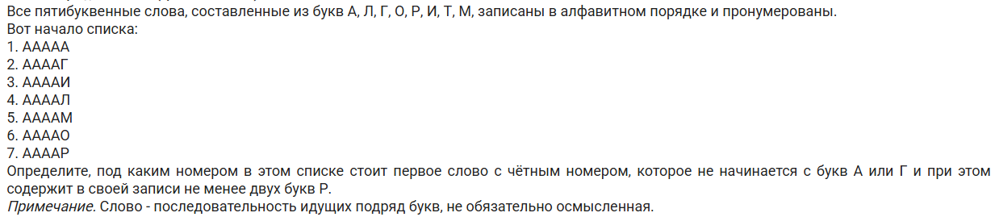 Все пятибуквенные слова, составленные из букв А, Л, Г, О, Р, И, Т, М, записаны в алфавитном порядке и пронумерованы.
Вот начало списка:
1. ААААА
2. ААААГ
3. ААААИ
4. ААААЛ
5. ААААМ
6. ААААО
7. ААААР
Определите, под каким номером в этом списке стоит первое слово с чётным номером, которое не начинается с букв А или Г и при этом
содержит в своей записи не менее двух букв Р.
Примечание. Слово - последовательность идущих подряд букв, не обязательно осмысленная.